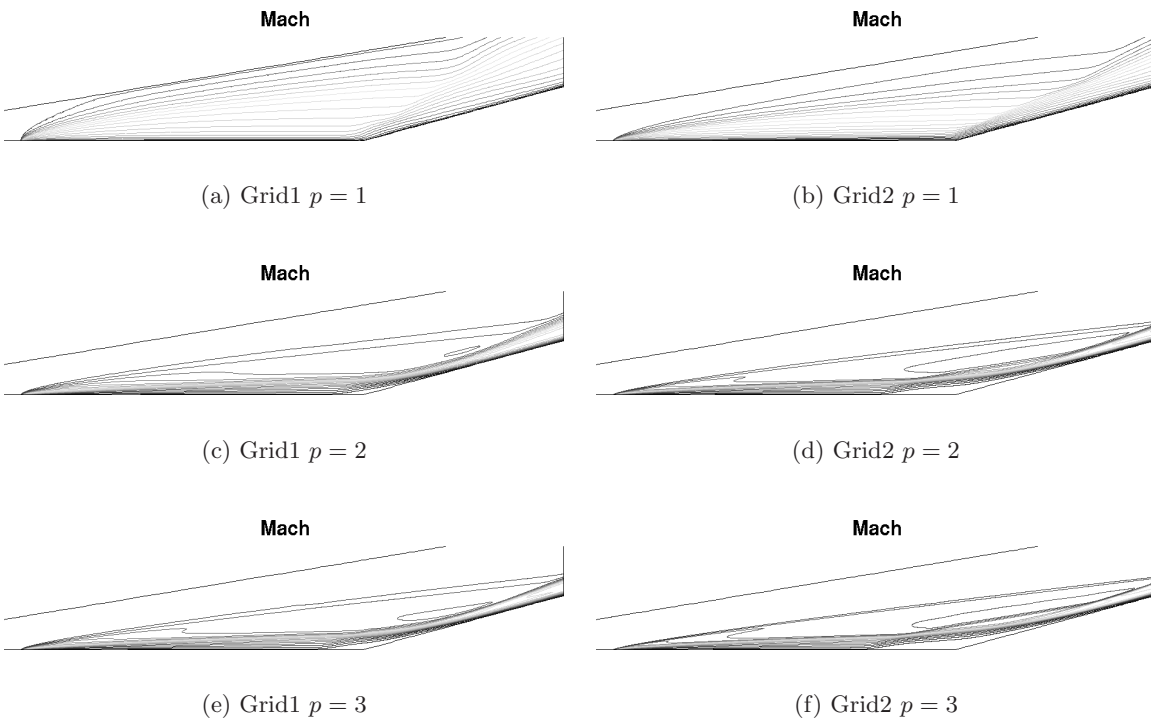 Mach
Mach
(a) Grid1 p = 1
(b) Grid2 p = 1
Mach
Mach
(c) Grid1 p = 2
(d) Grid2 p = 2
Mach
Mach
(e) Grid1 p = 3
(f) Grid2 p = 3